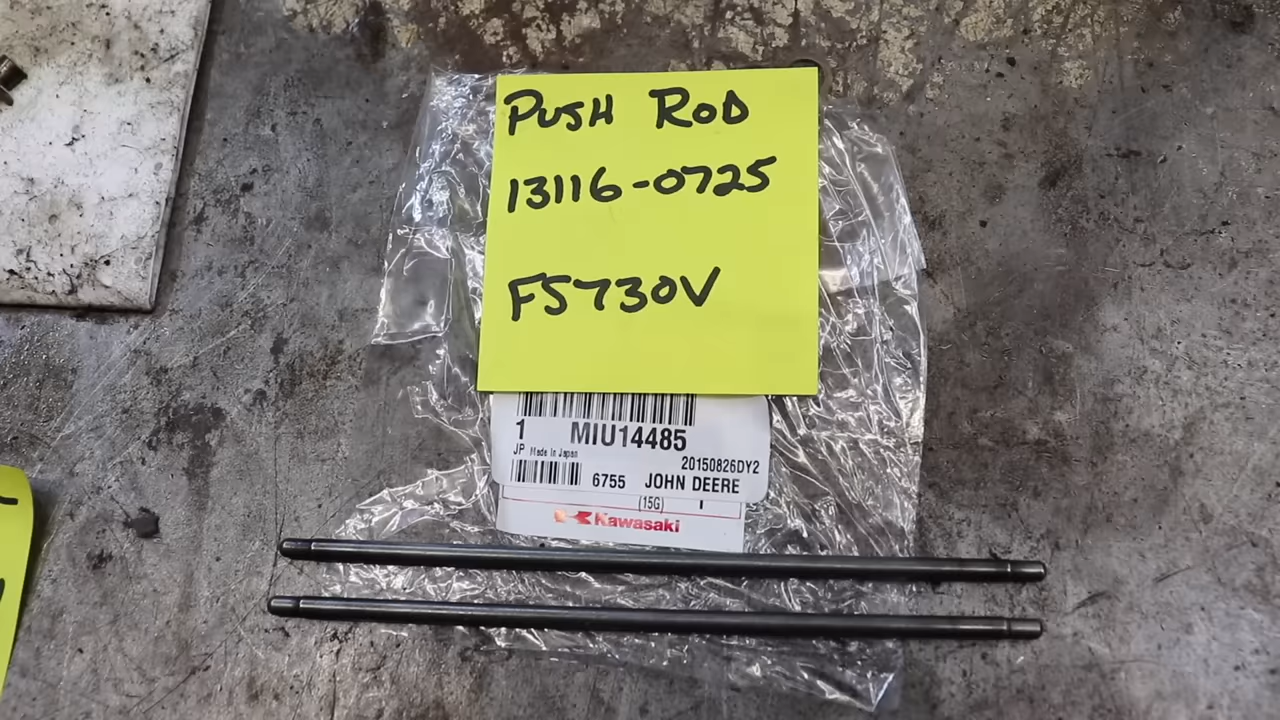 PUSH ROD
13116-0725
FS730V
1 MIU14485
JP Made in Japan
20150826DY2
6755 JOHN DEERE
(15G) 1
Kawasaki